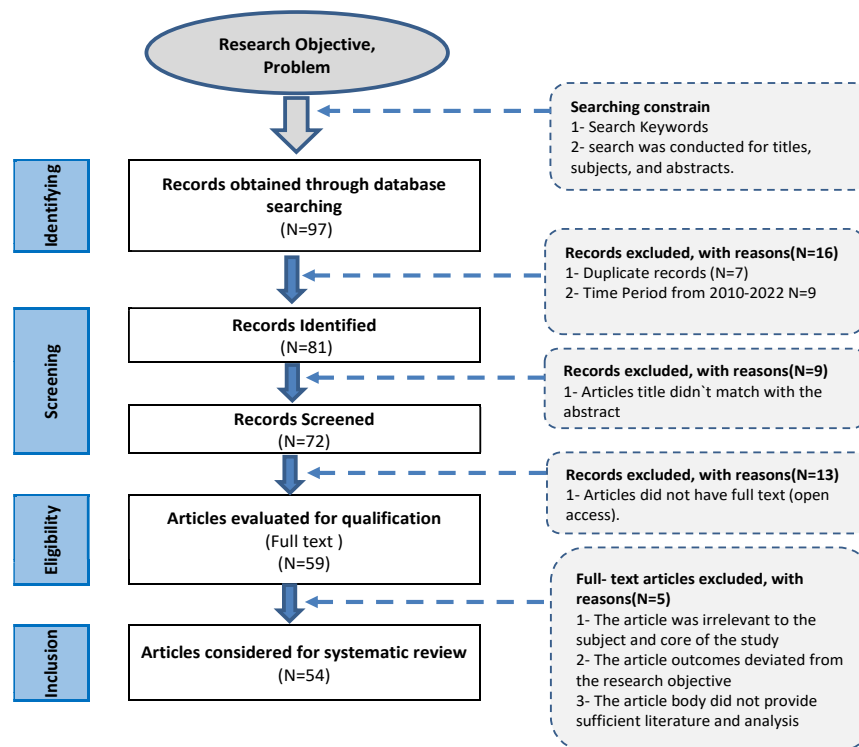 Research Objective,
Problem
Searching constrain
1- Search Keywords
2- search was conducted for titles,
subjects, and abstracts.
Identifying
Records obtained through database
searching
(N=97)
Records excluded, with reasons(N=16)
1- Duplicate records (N=7)
2- Time Period from 2010-2022 N=9
Screening
Records Identified
(N=81)
Records excluded, with reasons(N=9)
1- Articles title didn`t match with the
abstract
Records Screened
(N=72)
Records excluded, with reasons(N=13)
1- Articles did not have full text (open
access).
Eligibility
Articles evaluated for qualification
(Full text )
(N=59)
Full- text articles excluded, with
reasons(N=5)
1- The article was irrelevant to the
subject and core of the study
2- The article outcomes deviated from
the research objective
3- The article body did not provide
sufficient literature and analysis
Inclusion
Articles considered for systematic review
(N=54)